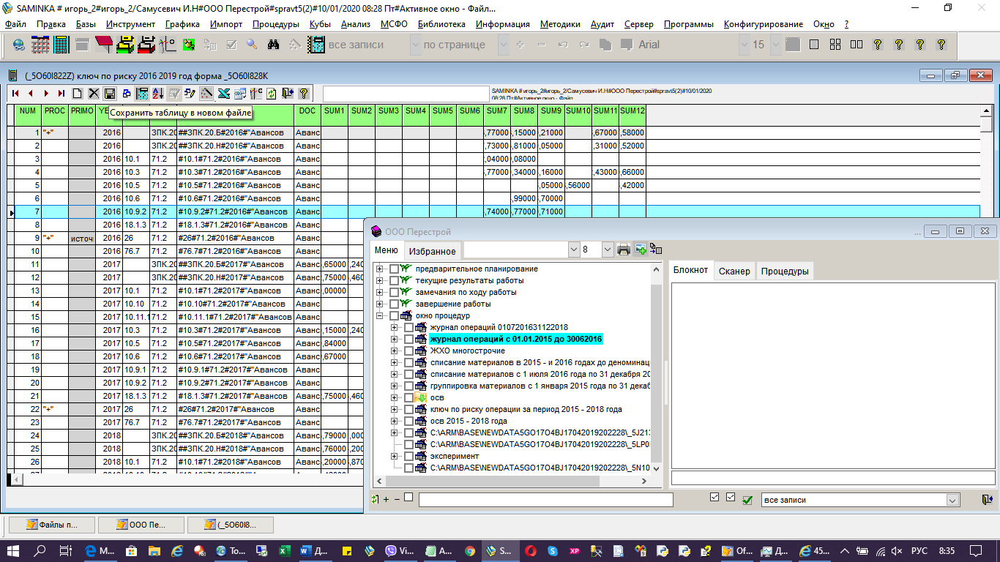 SAMINKA # игорь_2#игорь_2/Самусевич И.Н#ООО Перестрой#spravt5(2)#10/01/2020 08:28 Пт#Активное окно - Файл...
Файл Правка Базы Инструмент Графика Импорт Процедуры Кубы Анализ МСФО Библиотека Информация Методики Аудит Сервер Программы Конфигурирование Окно ?
все записи по странице Arial 15
(_5O60I822Z) ключ по риску 2016 2019 год форма _5O60I828K
SAMINKA # игорь_2#игорь_2/Самусевич И.Н#ООО Перестрой#spravt5(2)#10/01/2020
08:28 Пт#Активное окно - Файл
Сохранить таблицу в новом файле
NUM PROC PRIMO YE DOC SUM1 SUM2 SUM3 SUM4 SUM5 SUM6 SUM7 SUM8 SUM9 SUM10 SUM11 SUM12
1 "+" 2016 ЗПК.20 ##ЗПК.20.Б#2016#"Авансов Аванс ,77000 ,15000 ,21000 ,67000 ,58000
2 2016 ЗПК.20 ##ЗПК.20.Н#2016#"Авансов Аванс ,73000 ,81000 ,05000 ,31000 ,52000
3 2016 10.1 71.2 #10.1#71.2#2016#"Авансов Аванс ,04000 ,08000
4 2016 10.3 71.2 #10.3#71.2#2016#"Авансов Аванс ,77000 ,34000 ,16000 ,43000 ,66000
5 2016 10.5 71.2 #10.5#71.2#2016#"Авансов Аванс ,05000 ,56000 ,42000
6 2016 10.6 71.2 #10.6#71.2#2016#"Авансов Аванс ,99000 ,70000
7 2016 10.9.2 71.2 #10.9.2#71.2#2016#"Авансов Аванс ,74000 ,77000 ,71000
8 2016 18.1.3 71.2 #18.1.3#71.2#2016#"Авансов Аванс
9 "+" источ 2016 26 71.2 #26#71.2#2016#"Авансов Аванс
10 2016 76.7 71.2 #76.7#71.2#2016#"Авансов Аванс
11 2017 ЗПК.20 ##ЗПК.20.Б#2017#"Авансов Аванс ,65000 ,240
12 2017 ЗПК.20 ##ЗПК.20.Н#2017#"Авансов Аванс ,75000 ,460
13 2017 10.1 71.2 #10.1#71.2#2017#"Авансов Аванс ,00000
14 2017 10.10 71.2 #10.10#71.2#2017#"Авансов Аванс
15 2017 10.11.1 71.2 #10.11.1#71.2#2017#"Авансов Аванс
16 2017 10.3 71.2 #10.3#71.2#2017#"Авансов Аванс ,15000 ,240
17 2017 10.5 71.2 #10.5#71.2#2017#"Авансов Аванс ,84000
18 2017 10.6 71.2 #10.6#71.2#2017#"Авансов Аванс ,67000
19 2017 10.9.1 71.2 #10.9.1#71.2#2017#"Авансов Аванс
20 2017 10.9.2 71.2 #10.9.2#71.2#2017#"Авансов Аванс
21 2017 18.1.3 71.2 #18.1.3#71.2#2017#"Авансов Аванс ,75000 ,460
22 "+" 2017 26 71.2 #26#71.2#2017#"Авансов Аванс
23 2017 76.7 71.2 #76.7#71.2#2017#"Авансов Аванс
24 2018 ЗПК.20 ##ЗПК.20.Б#2018#"Авансов Аванс ,79000 ,000
25 2018 ЗПК.20 ##ЗПК.20.Н#2018#"Авансов Аванс ,76000 ,200
26 2018 10.1 71.2 #10.1#71.2#2018#"Авансов Аванс ,20000 ,870
ООО Перестрой
Меню Избранное 8
предварительное планирование
текущие результаты работы
замечания по ходу работы
завершение работы
окно процедур
журнал операций 0107201631122018
журнал операций с 01.01.2015 до 30062016
ЖХО многострочие
списание материалов в 2015 - и 2016 годах до деноминац
списание материалов с 1 июля 2016 года по 31 декабря 20
группировка материалов с 1 января 2015 года по 31 декаб
осв
ключ по риску операции за период 2015 - 2018 года
осв 2015 - 2018 года
C:\ARM\BASE\NEWDATA5GO17O4BJ17042019202228\_5J213
C:\ARM\BASE\NEWDATA5GO17O4BJ17042019202228\_5LP0
эксперимент
C:\ARM\BASE\NEWDATA5GO17O4BJ17042019202228\_5N10
Блокнот Сканер Процедуры
+ −
все записи
Файлы п... ООО Пе... (_5O60I8...
M... To... Д... Vi... A... S... Of... Д... 45... РУС 8:35